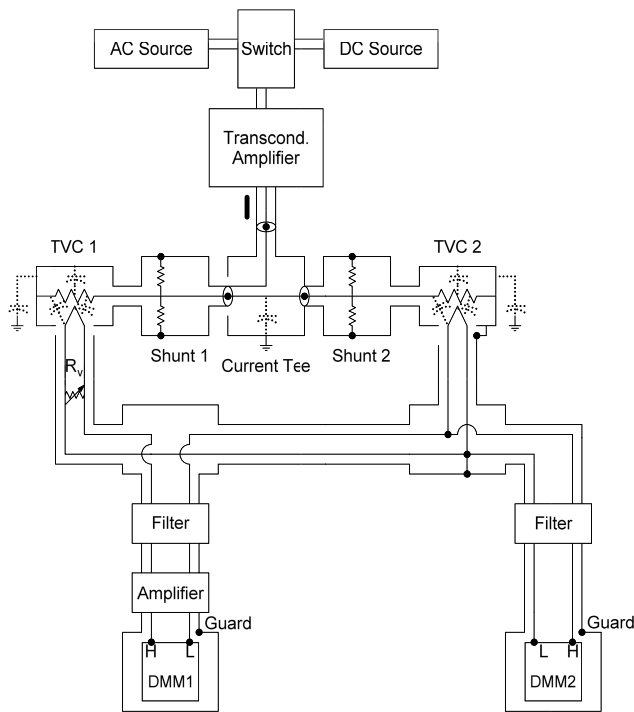 AC Source
Switch
DC Source
Transcond.
Amplifier
I
TVC 1
TVC 2
Shunt 1
Current Tee
Shunt 2
Rv
Filter
Filter
Amplifier
Guard
Guard
H
L
L
H
DMM1
DMM2